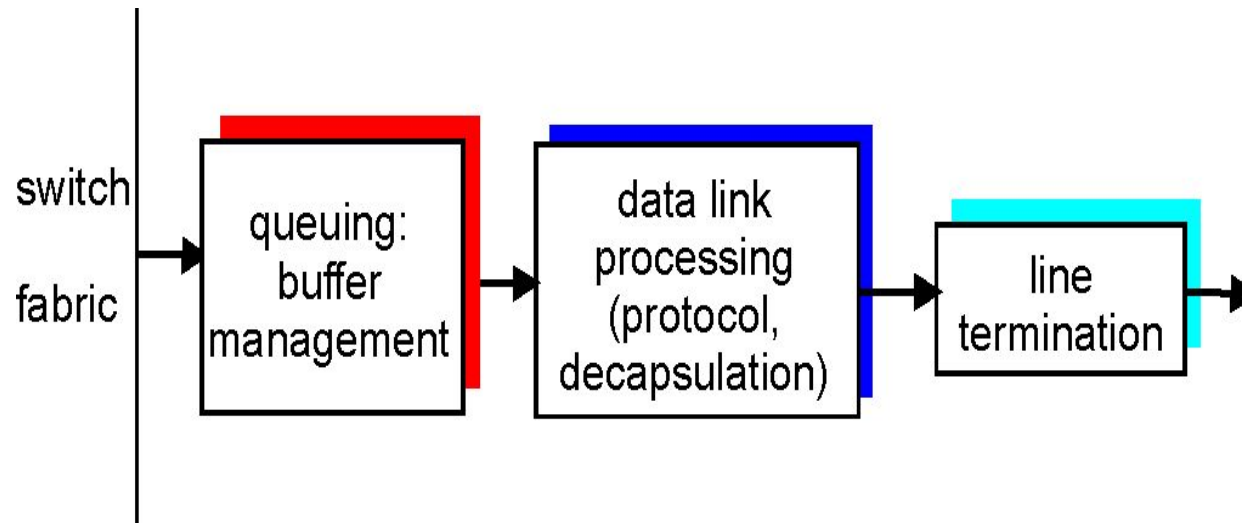 switch
fabric
queuing:
buffer
management
data link
processing
(protocol,
decapsulation)
line
termination